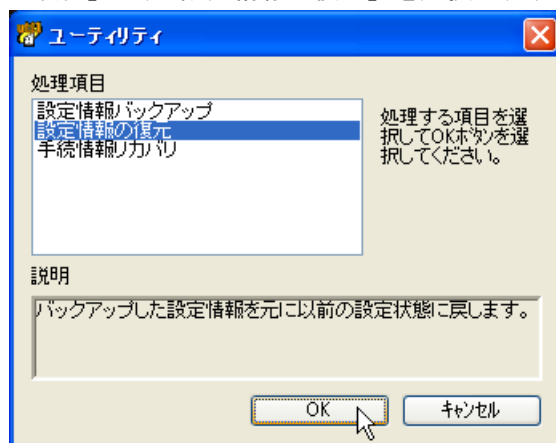 ユーティリティ
処理項目
設定情報バックアップ
設定情報の復元
手続情報リカバリ
処理する項目を選
択してOKボタンを選
択してください。
説明
バックアップした設定情報を元に以前の設定状態に戻します。
OK
キャンセル